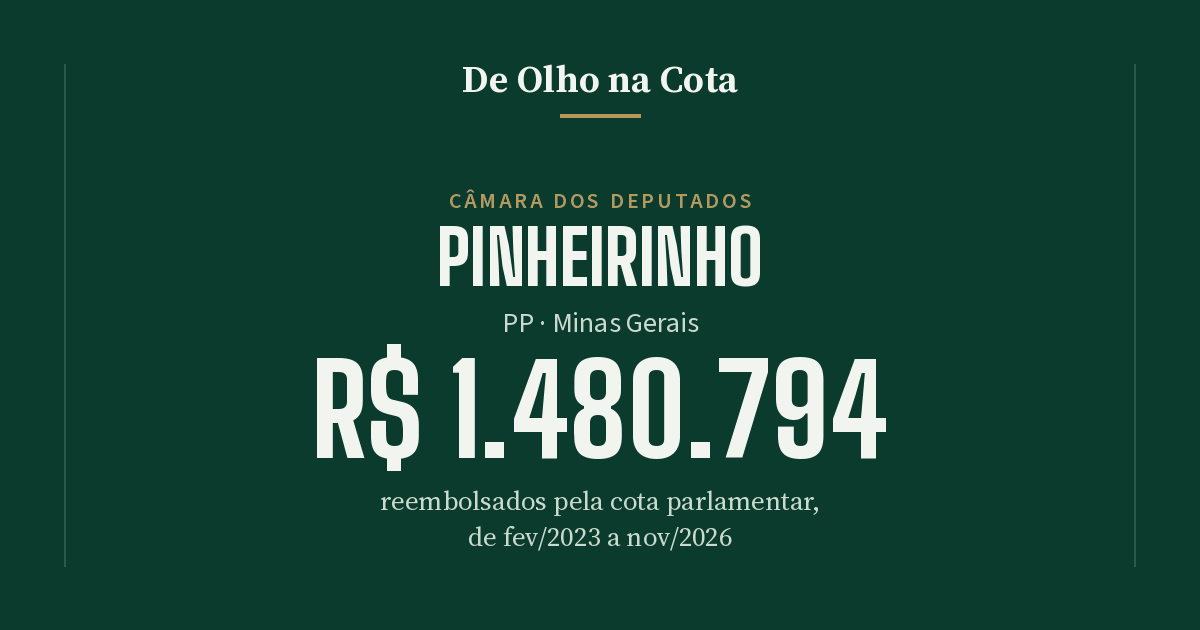 De Olho na Cota
CÂMARA DOS DEPUTADOS
PINHEIRINHO
PP · Minas Gerais
R$ 1.480.794
reembolsados pela cota parlamentar,
de fev/2023 a nov/2026